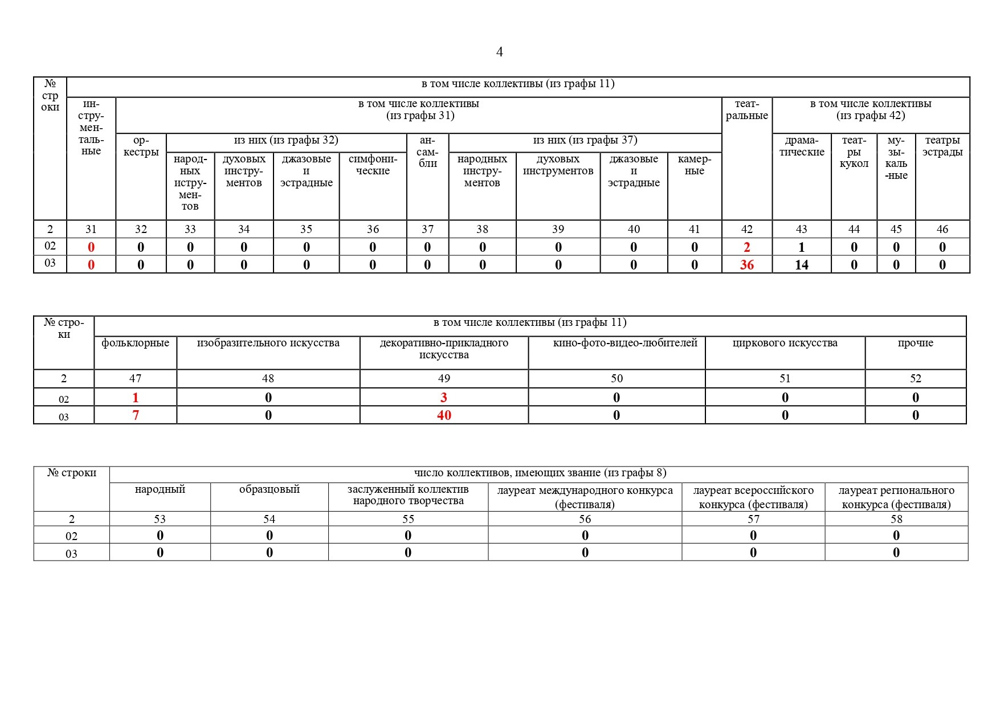 4
№
стр
оки
в том числе коллективы (из графы 11)
ин-
стру-
мен-
таль-
ные
в том числе коллективы
(из графы 31)
теат-
ральные
в том числе коллективы
(из графы 42)
ор-
кестры
из них (из графы 32)
ан-
сам-
бли
из них (из графы 37)
драма-
тические
теат-
ры
кукол
му-
зы-
каль
-ные
театры
эстрады
народ-
ных
истру-
мен-
тов
духовых
инстру-
ментов
джазовые
и
эстрадные
симфони-
ческие
народных
инстру-
ментов
духовых
инструментов
джазовые
и
эстрадные
камер-
ные
2 31 32 33 34 35 36 37 38 39 40 41 42 43 44 45 46
02 0 0 0 0 0 0 0 0 0 0 0 2 1 0 0 0
03 0 0 0 0 0 0 0 0 0 0 0 36 14 0 0 0
№ стро-
ки
в том числе коллективы (из графы 11)
фольклорные
изобразительного искусства
декоративно-прикладного
искусства
кино-фото-видео-любителей
циркового искусства
прочие
2 47 48 49 50 51 52
02 1 0 3 0 0 0
03 7 0 40 0 0 0
№ строки
число коллективов, имеющих звание (из графы 8)
народный
образцовый
заслуженный коллектив
народного творчества
лауреат международного конкурса
(фестиваля)
лауреат всероссийского
конкурса (фестиваля)
лауреат регионального
конкурса (фестиваля)
2 53 54 55 56 57 58
02 0 0 0 0 0 0
03 0 0 0 0 0 0